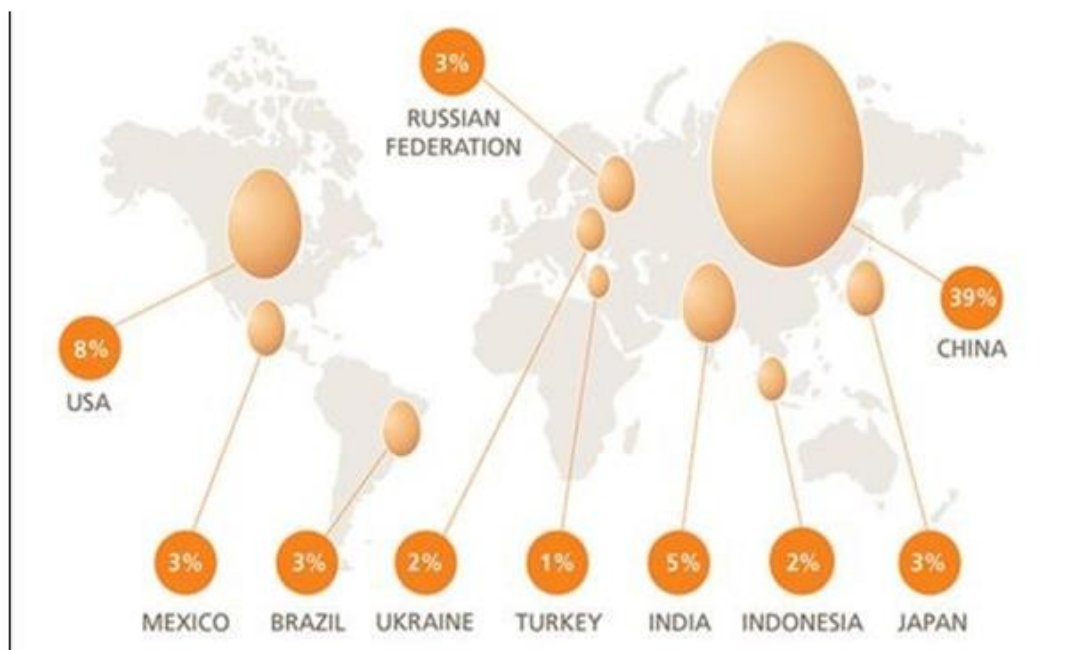 3%
RUSSIAN
FEDERATION
39%
CHINA
8%
USA
3%
MEXICO
3%
BRAZIL
2%
UKRAINE
1%
TURKEY
5%
INDIA
2%
INDONESIA
3%
JAPAN